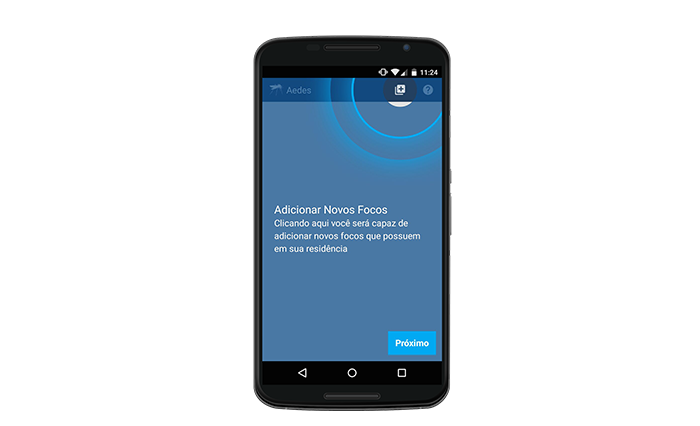 11:24
Aedes
Adicionar Novos Focos
Clicando aqui você será capaz de
adicionar novos focos que possuem
em sua residência
Próximo